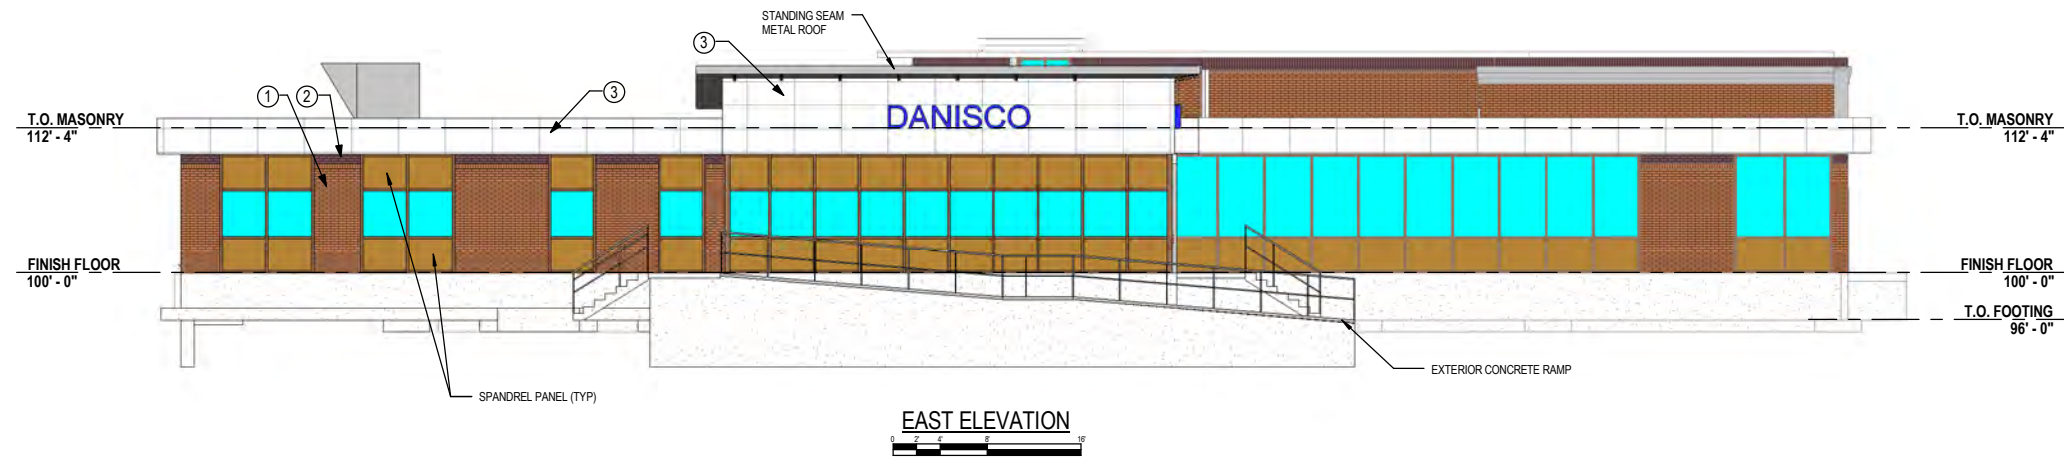 STANDING SEAM
METAL ROOF
3
1
2
3
DANISCO
T.O. MASONRY
112' - 4"
T.O. MASONRY
112' - 4"
FINISH FLOOR
100' - 0"
FINISH FLOOR
100' - 0"
T.O. FOOTING
96' - 0"
EXTERIOR CONCRETE RAMP
SPANDREL PANEL (TYP)
EAST ELEVATION
0 2' 4' 8' 16'